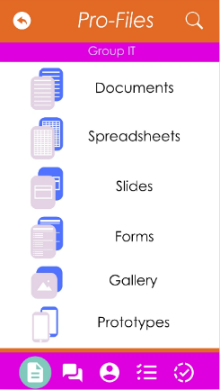 Pro-Files
Group IT
Documents
Spreadsheets
Slides
Forms
Gallery
Prototypes